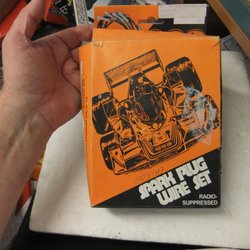 SPARK PLUG
WIRE SET
RADIO-
SUPPRESSED